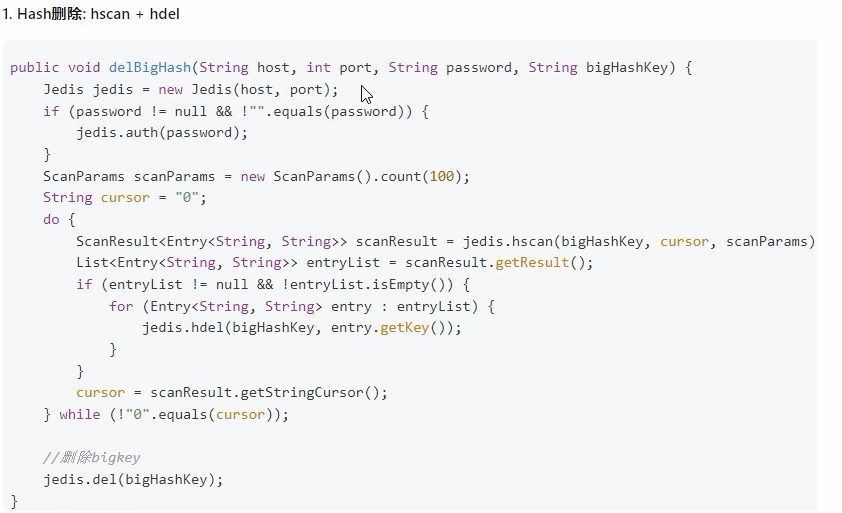 1. Hash删除: hscan + hdel
public void delBigHash(String host, int port, String password, String bigHashKey) {
    Jedis jedis = new Jedis(host, port);
    if (password != null && !"".equals(password)) {
        jedis.auth(password);
    }
    ScanParams scanParams = new ScanParams().count(100);
    String cursor = "0";
    do {
        ScanResult<Entry<String, String>> scanResult = jedis.hscan(bigHashKey, cursor, scanParams)
        List<Entry<String, String>> entryList = scanResult.getResult();
        if (entryList != null && !entryList.isEmpty()) {
            for (Entry<String, String> entry : entryList) {
                jedis.hdel(bigHashKey, entry.getKey());
            }
        }
        cursor = scanResult.getStringCursor();
    } while (!"0".equals(cursor));
    //删除bigkey
    jedis.del(bigHashKey);
}